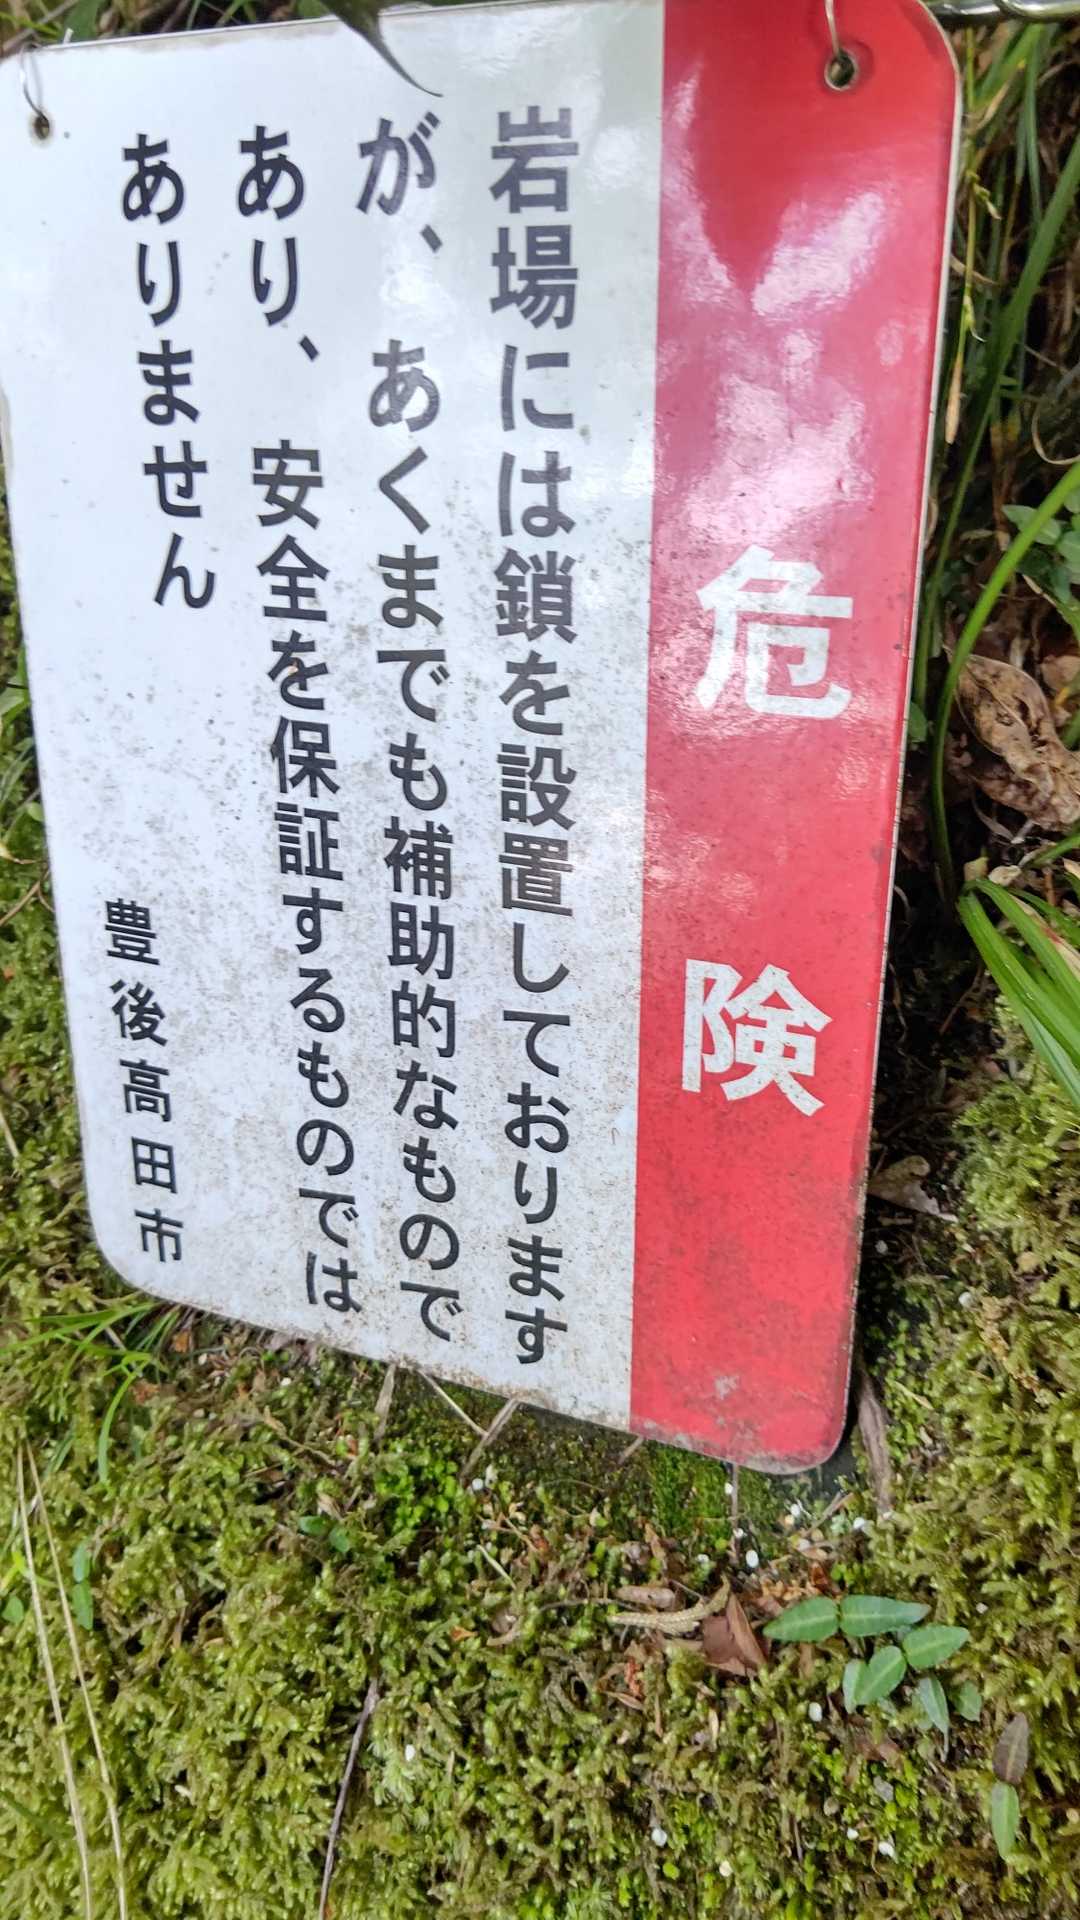 危険
岩場には鎖を設置しております
が、あくまでも補助的なもので
あり、安全を保証するものでは
ありません
豊後高田市